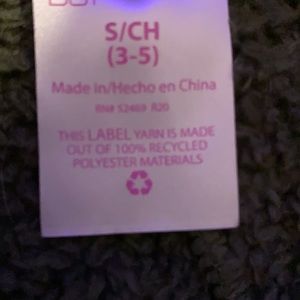 S/CH
(3-5)
Made in/Hecho en China
RN# 52469 R20
THIS LABEL YARN IS MADE
OUT OF 100% RECYCLED
POLYESTER MATERIALS